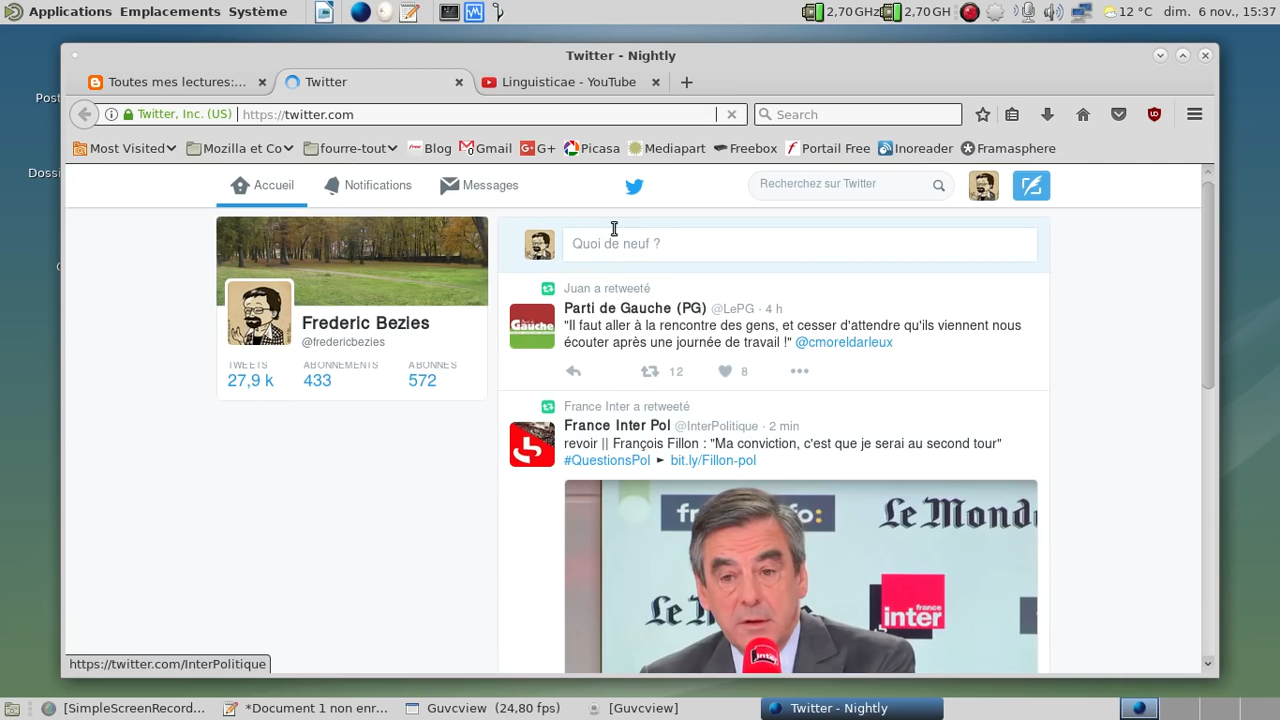 Applications Emplacements Système
2,70 GHz 2,70 GH 12 °C dim. 6 nov., 15:37
Twitter - Nightly
Toutes mes lectures:... Twitter Linguisticae - YouTube
Twitter, Inc. (US) https://twitter.com Search
Most Visited Mozilla et Co fourre-tout Blog Gmail G+ Picasa Mediapart Freebox Portail Free Inoreader Framasphere
Accueil Notifications Messages Recherchez sur Twitter
Post
Dossi
Quoi de neuf ?
Frederic Bezies
@fredericbezies
TWEETS ABONNEMENTS ABONNÉS
27,9 k 433 572
Juan a retweeté
Parti de Gauche (PG) @LePG · 4 h
"Il faut aller à la rencontre des gens, et cesser d'attendre qu'ils viennent nous
écouter après une journée de travail !" @cmoreldarleux
12 8
France Inter a retweeté
France Inter Pol @InterPolitique · 2 min
revoir || François Fillon : "Ma conviction, c'est que je serai au second tour"
#QuestionsPol ► bit.ly/Fillon-pol
Gauche
Le Monde
france
inter
inter
https://twitter.com/InterPolitique
[SimpleScreenRecord... *Document 1 non enr... Guvcview (24,80 fps) [Guvcview] Twitter - Nightly